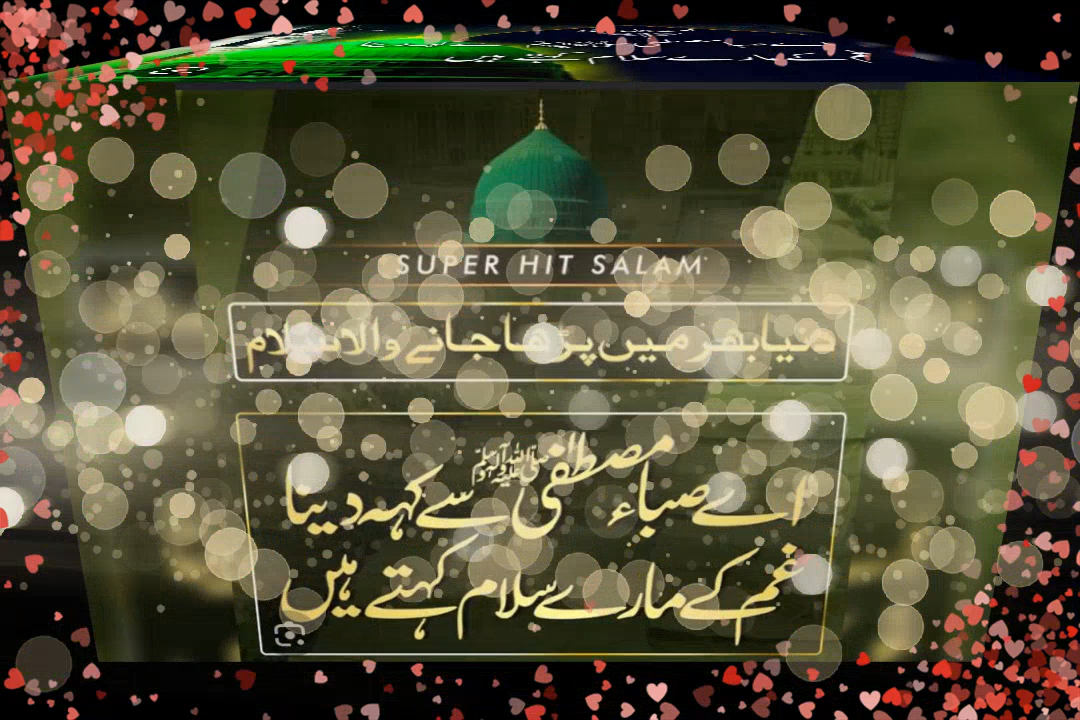 SUPER HIT SALAM
دنیا بھر میں پڑھا جانے والا سلام
اے صباء مصطفی ﷺ سے کہہ دینا
غم کے مارے سلام کہتے ہیں